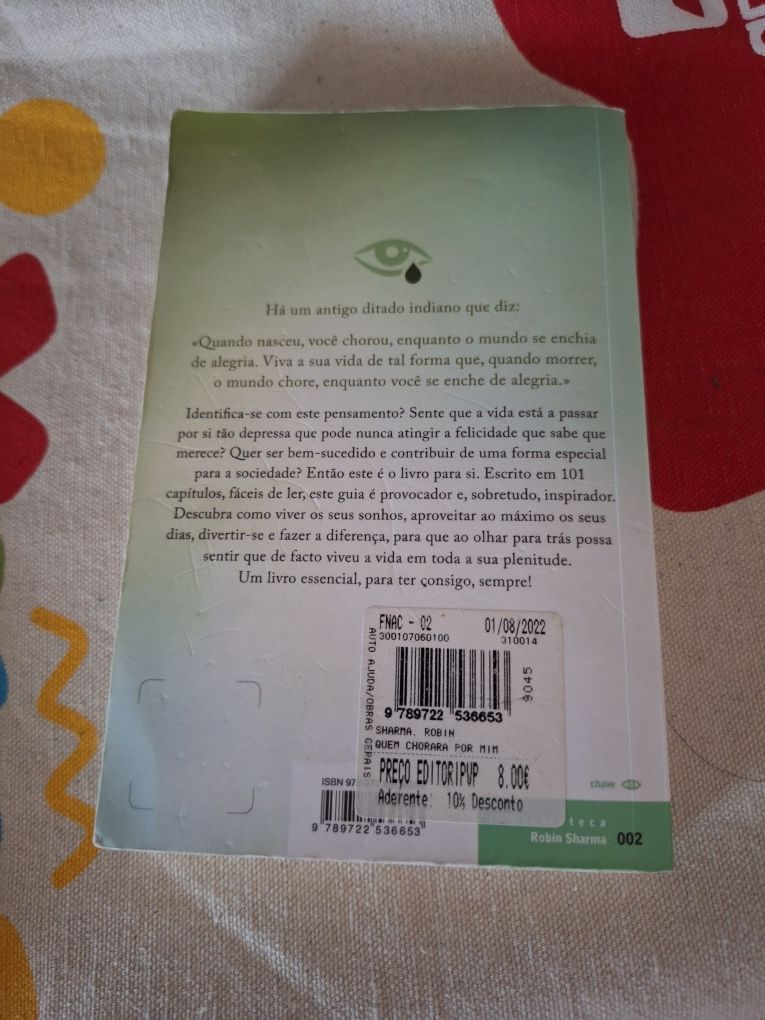 Há um antigo ditado indiano que diz:
«Quando nasceu, você chorou, enquanto o mundo se enchia
de alegria. Viva a sua vida de tal forma que, quando morrer,
o mundo chore, enquanto você se enche de alegria.»
Identifica-se com este pensamento? Sente que a vida está a passar
por si tão depressa que pode nunca atingir a felicidade que sabe que
merece? Quer ser bem-sucedido e contribuir de uma forma especial
para a sociedade? Então este é o livro para si. Escrito em 101
capítulos, fáceis de ler, este guia é provocador e, sobretudo, inspirador.
Descubra como viver os seus sonhos, aproveitar ao máximo os seus
dias, divertir-se e fazer a diferença, para que ao olhar para trás possa
sentir que de facto viveu a vida em toda a sua plenitude.
Um livro essencial, para ter consigo, sempre!
FNAC - 02 01/08/2022
300107060100 310014
AUTO AJUDA/OBRAS GERAIS
9045
9 789722 536653
SHARMA, ROBIN
QUEM CHORARA POR MIM
PREÇO EDITOR|PVP 8.00€
Aderente: 10% Desconto
ISBN 97
9 789722 536653
chave
teca
Robin Sharma 002